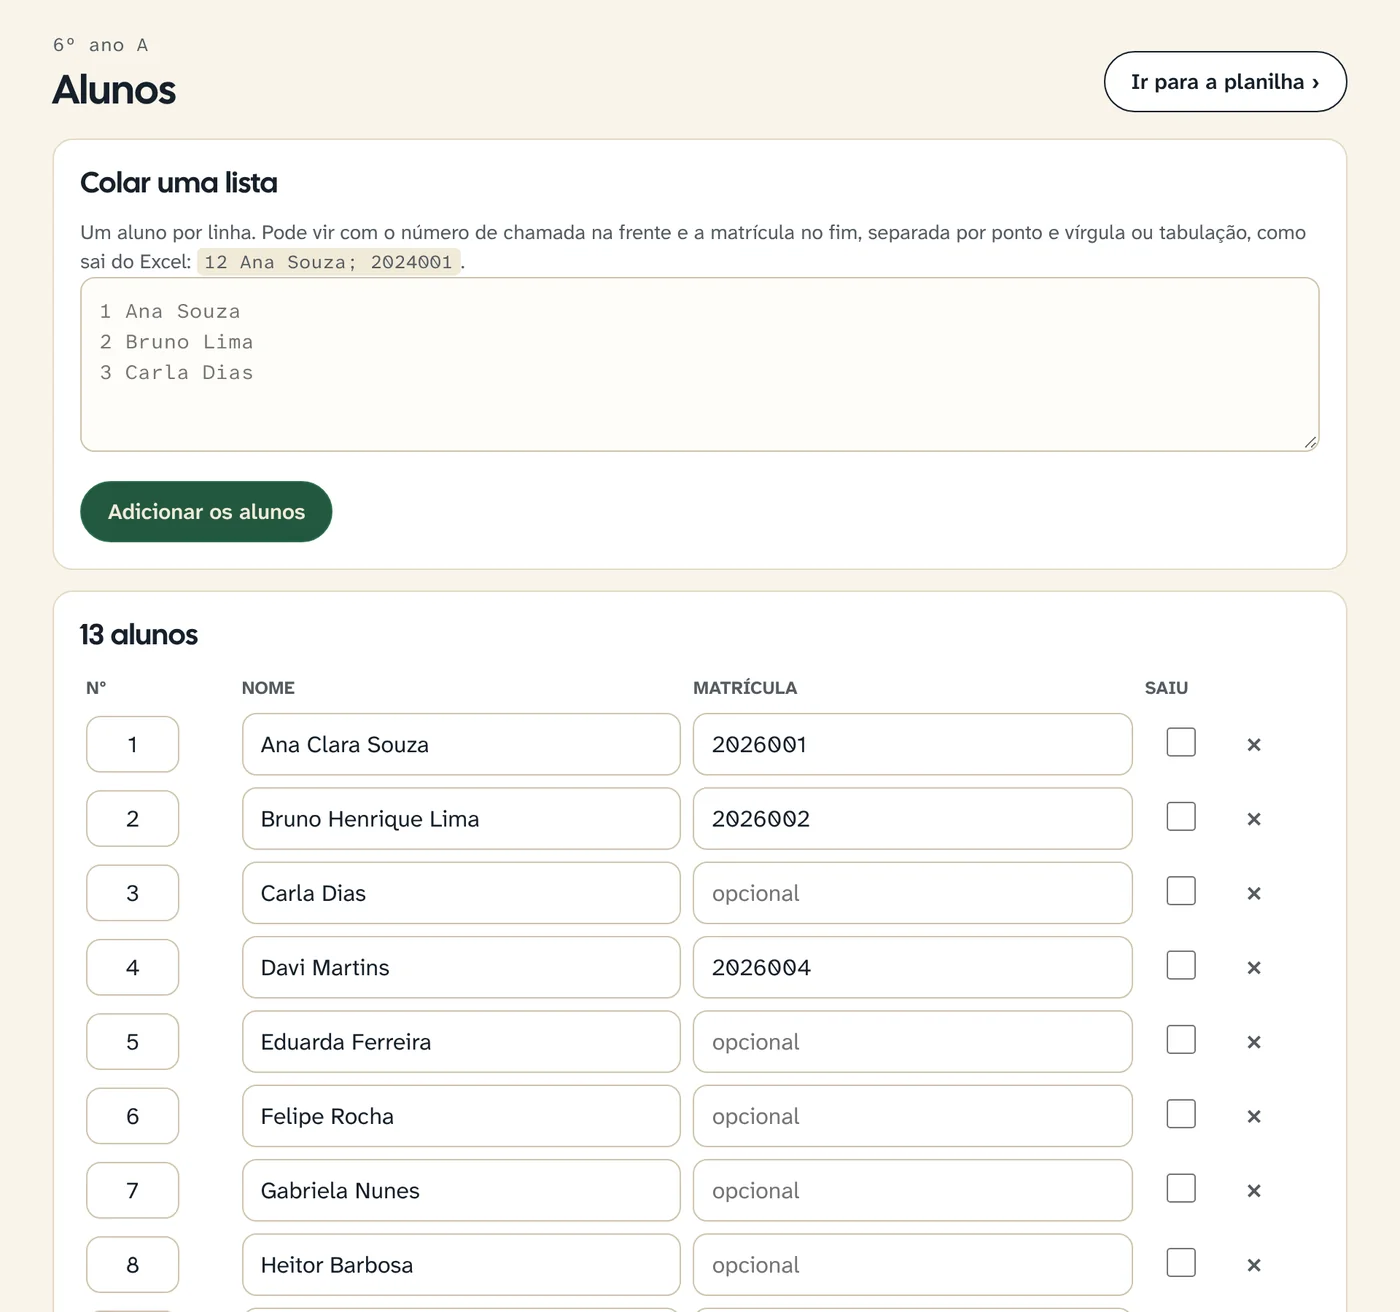 6º ano A
Alunos
Ir para a planilha ›
Colar uma lista
Um aluno por linha. Pode vir com o número de chamada na frente e a matrícula no fim, separada por ponto e vírgula ou tabulação, como
sai do Excel: 12 Ana Souza; 2024001.
1 Ana Souza
2 Bruno Lima
3 Carla Dias
Adicionar os alunos
13 alunos
Nº NOME MATRÍCULA SAIU
1 Ana Clara Souza 2026001 ×
2 Bruno Henrique Lima 2026002 ×
3 Carla Dias opcional ×
4 Davi Martins 2026004 ×
5 Eduarda Ferreira opcional ×
6 Felipe Rocha opcional ×
7 Gabriela Nunes opcional ×
8 Heitor Barbosa opcional ×